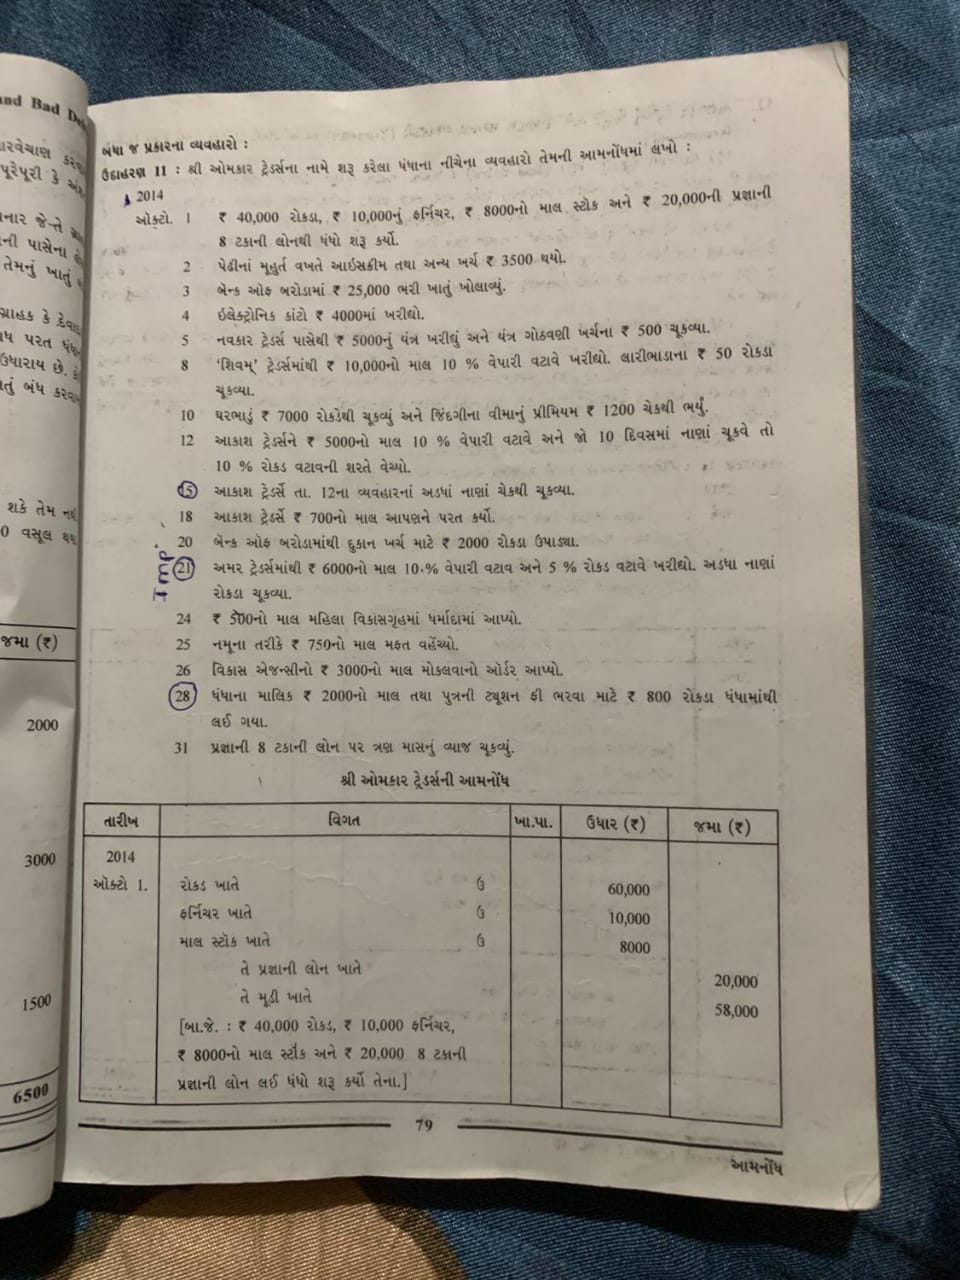 and Bad De
ારવેચાણ કરવ
પૂરેપૂરી કે અં
નાર જે-તે
ની પાસેના
તેમનું ખાતું
ગ્રાહક કે દેવા
ધ પરત ધંધ
ઉધારાય છે.
તું બંધ કરવા
શકે તેમ ન
0 વસૂલ થ
જમા (₹)
2000
3000
1500
6500
બધા જ પ્રકારના વ્યવહારો :
ઉદાહરણ 11 : શ્રી ઓમકાર ટ્રેડર્સના નામે શરૂ કરેલા ધંધાના નીચેના વ્યવહારો તેમની આમનોંધમાં લખો :
2014
ઑક્ટો. 1 ₹ 40,000 રોકડા, ₹ 10,000નું ફર્નિચર, ₹ 8000નો માલ સ્ટોક અને ₹ 20,000ની પ્રજ્ઞાની
8 ટકાની લોનથી ધંધો શરૂ કર્યો.
2 પેઢીનાં મૂહુર્ત વખતે આઇસક્રીમ તથા અન્ય ખર્ચ ₹ 3500 થયો.
3 બેન્ક ઓફ બરોડામાં ₹ 25,000 ભરી ખાતું ખોલાવ્યું.
4 ઇલેક્ટ્રોનિક કાંટો ₹ 4000માં ખરીદ્યો.
5 નવકાર ટ્રેડર્સ પાસેથી ₹ 5000નું યંત્ર ખરીદ્યું અને યંત્ર ગોઠવણી ખર્ચના ₹ 500 ચૂકવ્યા.
8 ‘શિવમ્’ ટ્રેડર્સમાંથી ₹ 10,000નો માલ 10 % વેપારી વટાવે ખરીદ્યો. લારીભાડાના ₹ 50 રોકડા
ચૂકવ્યા.
10 ઘરભાડું ₹ 7000 રોકડેથી ચૂકવ્યું અને જિંદગીના વીમાનું પ્રીમિયમ ₹ 1200 ચેકથી ભર્યું.
12 આકાશ ટ્રેડર્સને ₹ 5000નો માલ 10 % વેપારી વટાવે અને જો 10 દિવસમાં નાણાં ચૂકવે તો
10 % રોકડ વટાવની શરતે વેચ્યો.
15 આકાશ ટ્રેડર્સે તા. 12ના વ્યવહારનાં અડધાં નાણાં ચેકથી ચૂકવ્યા.
18 આકાશ ટ્રેડર્સે ₹ 700નો માલ આપણને પરત કર્યો.
20 બૅન્ક ઓફ બરોડામાંથી દુકાન ખર્ચ માટે ₹ 2000 રોકડા ઉપાડ્યા.
Imp.
21 અમર ટ્રેડર્સમાંથી ₹ 6000નો માલ 10 % વેપારી વટાવ અને 5 % રોકડ વટાવે ખરીદ્યો. અડધા નાણાં
રોકડા ચૂકવ્યા.
24 ₹ 500નો માલ મહિલા વિકાસગૃહમાં ધર્માદામાં આપ્યો.
25 નમૂના તરીકે ₹ 750નો માલ મફત વહેંચ્યો.
26 વિકાસ એજન્સીનો ₹ 3000નો માલ મોકલવાનો ઑર્ડર આપ્યો.
28 ધંધાના માલિક ₹ 2000નો માલ તથા પુત્રની ટ્યૂશન ફી ભરવા માટે ₹ 800 રોકડા ધંધામાંથી
લઈ ગયા.
31 પ્રજ્ઞાની 8 ટકાની લોન પર ત્રણ માસનું વ્યાજ ચૂકવ્યું.
શ્રી ઓમકાર ટ્રેડર્સની આમનોંધ
તારીખ વિગત ખા.પા. ઉધાર (₹) જમા (₹)
2014
ઑક્ટો 1. રોકડ ખાતે ઉ 60,000
ફર્નિચર ખાતે ઉ 10,000
માલ સ્ટૉક ખાતે ઉ 8000
તે પ્રજ્ઞાની લોન ખાતે 20,000
તે મૂડી ખાતે 58,000
[બા.જે. : ₹ 40,000 રોકડ, ₹ 10,000 ફર્નિચર,
₹ 8000નો માલ સ્ટૉક અને ₹ 20,000 8 ટકાની
પ્રજ્ઞાની લોન લઈ ધંધો શરૂ કર્યો તેના.]
79
આમનોંધ